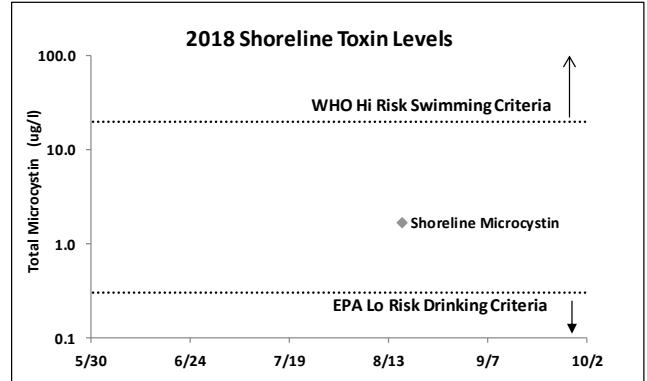 2018 Shoreline Toxin Levels
Total Microcystin (ug/l)
100.0
WHO Hi Risk Swimming Criteria
10.0
Shoreline Microcystin
1.0
EPA Lo Risk Drinking Criteria
0.1
5/30 6/24 7/19 8/13 9/7 10/2